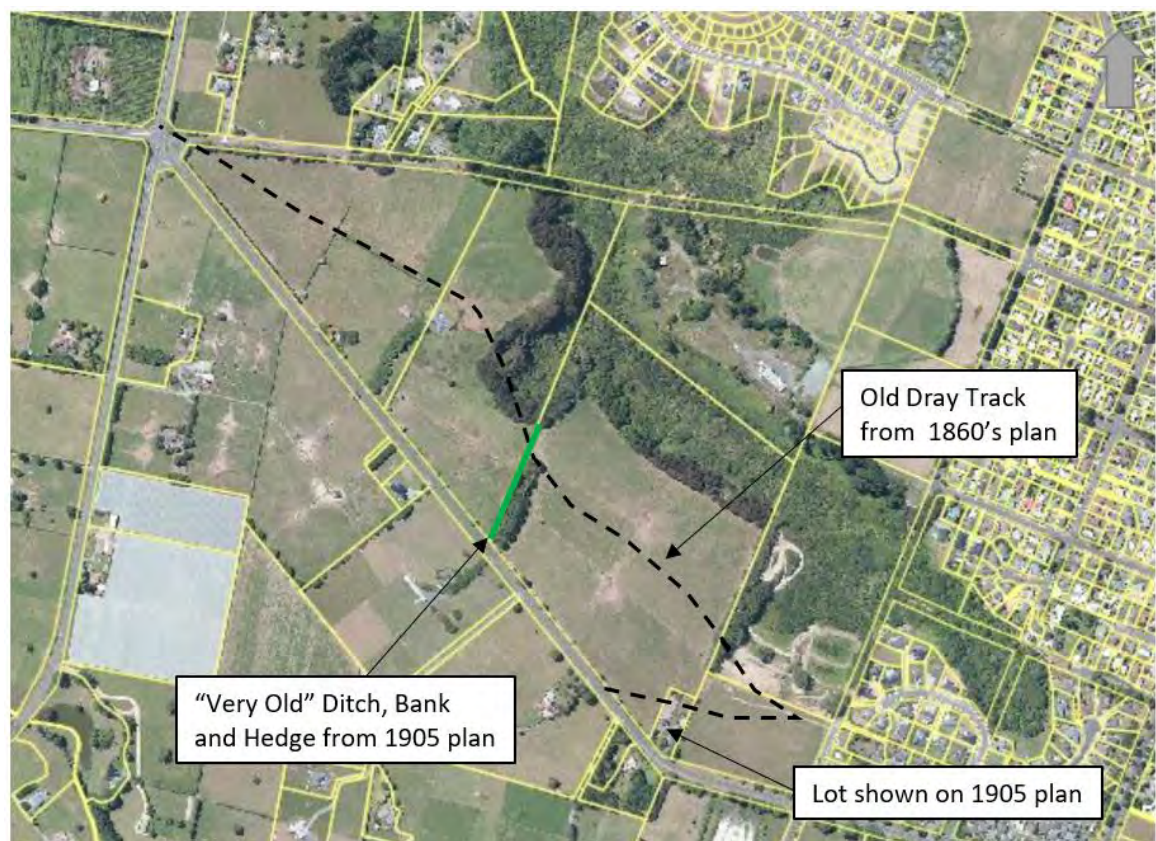 Old Dray Track
from 1860's plan
“Very Old” Ditch, Bank
and Hedge from 1905 plan
Lot shown on 1905 plan